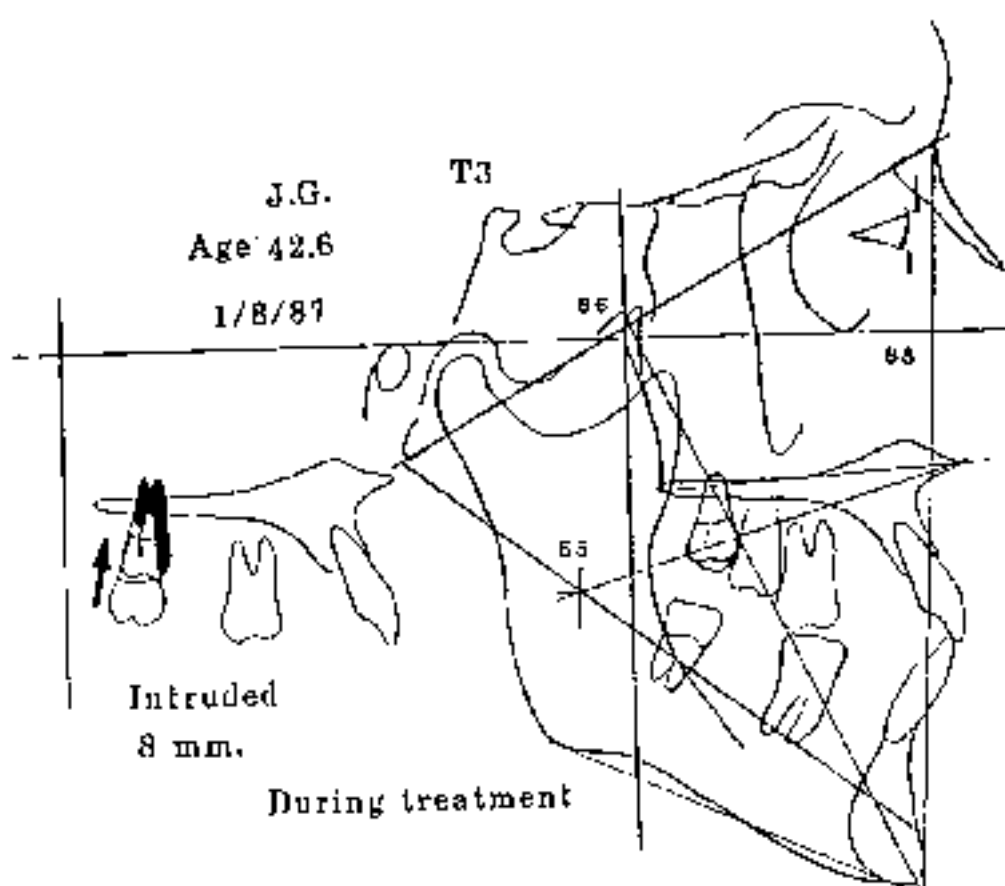 T3
J.G.
Age 42.6
1/8/87
86
88
65
Intruded
8 mm.
During treatment